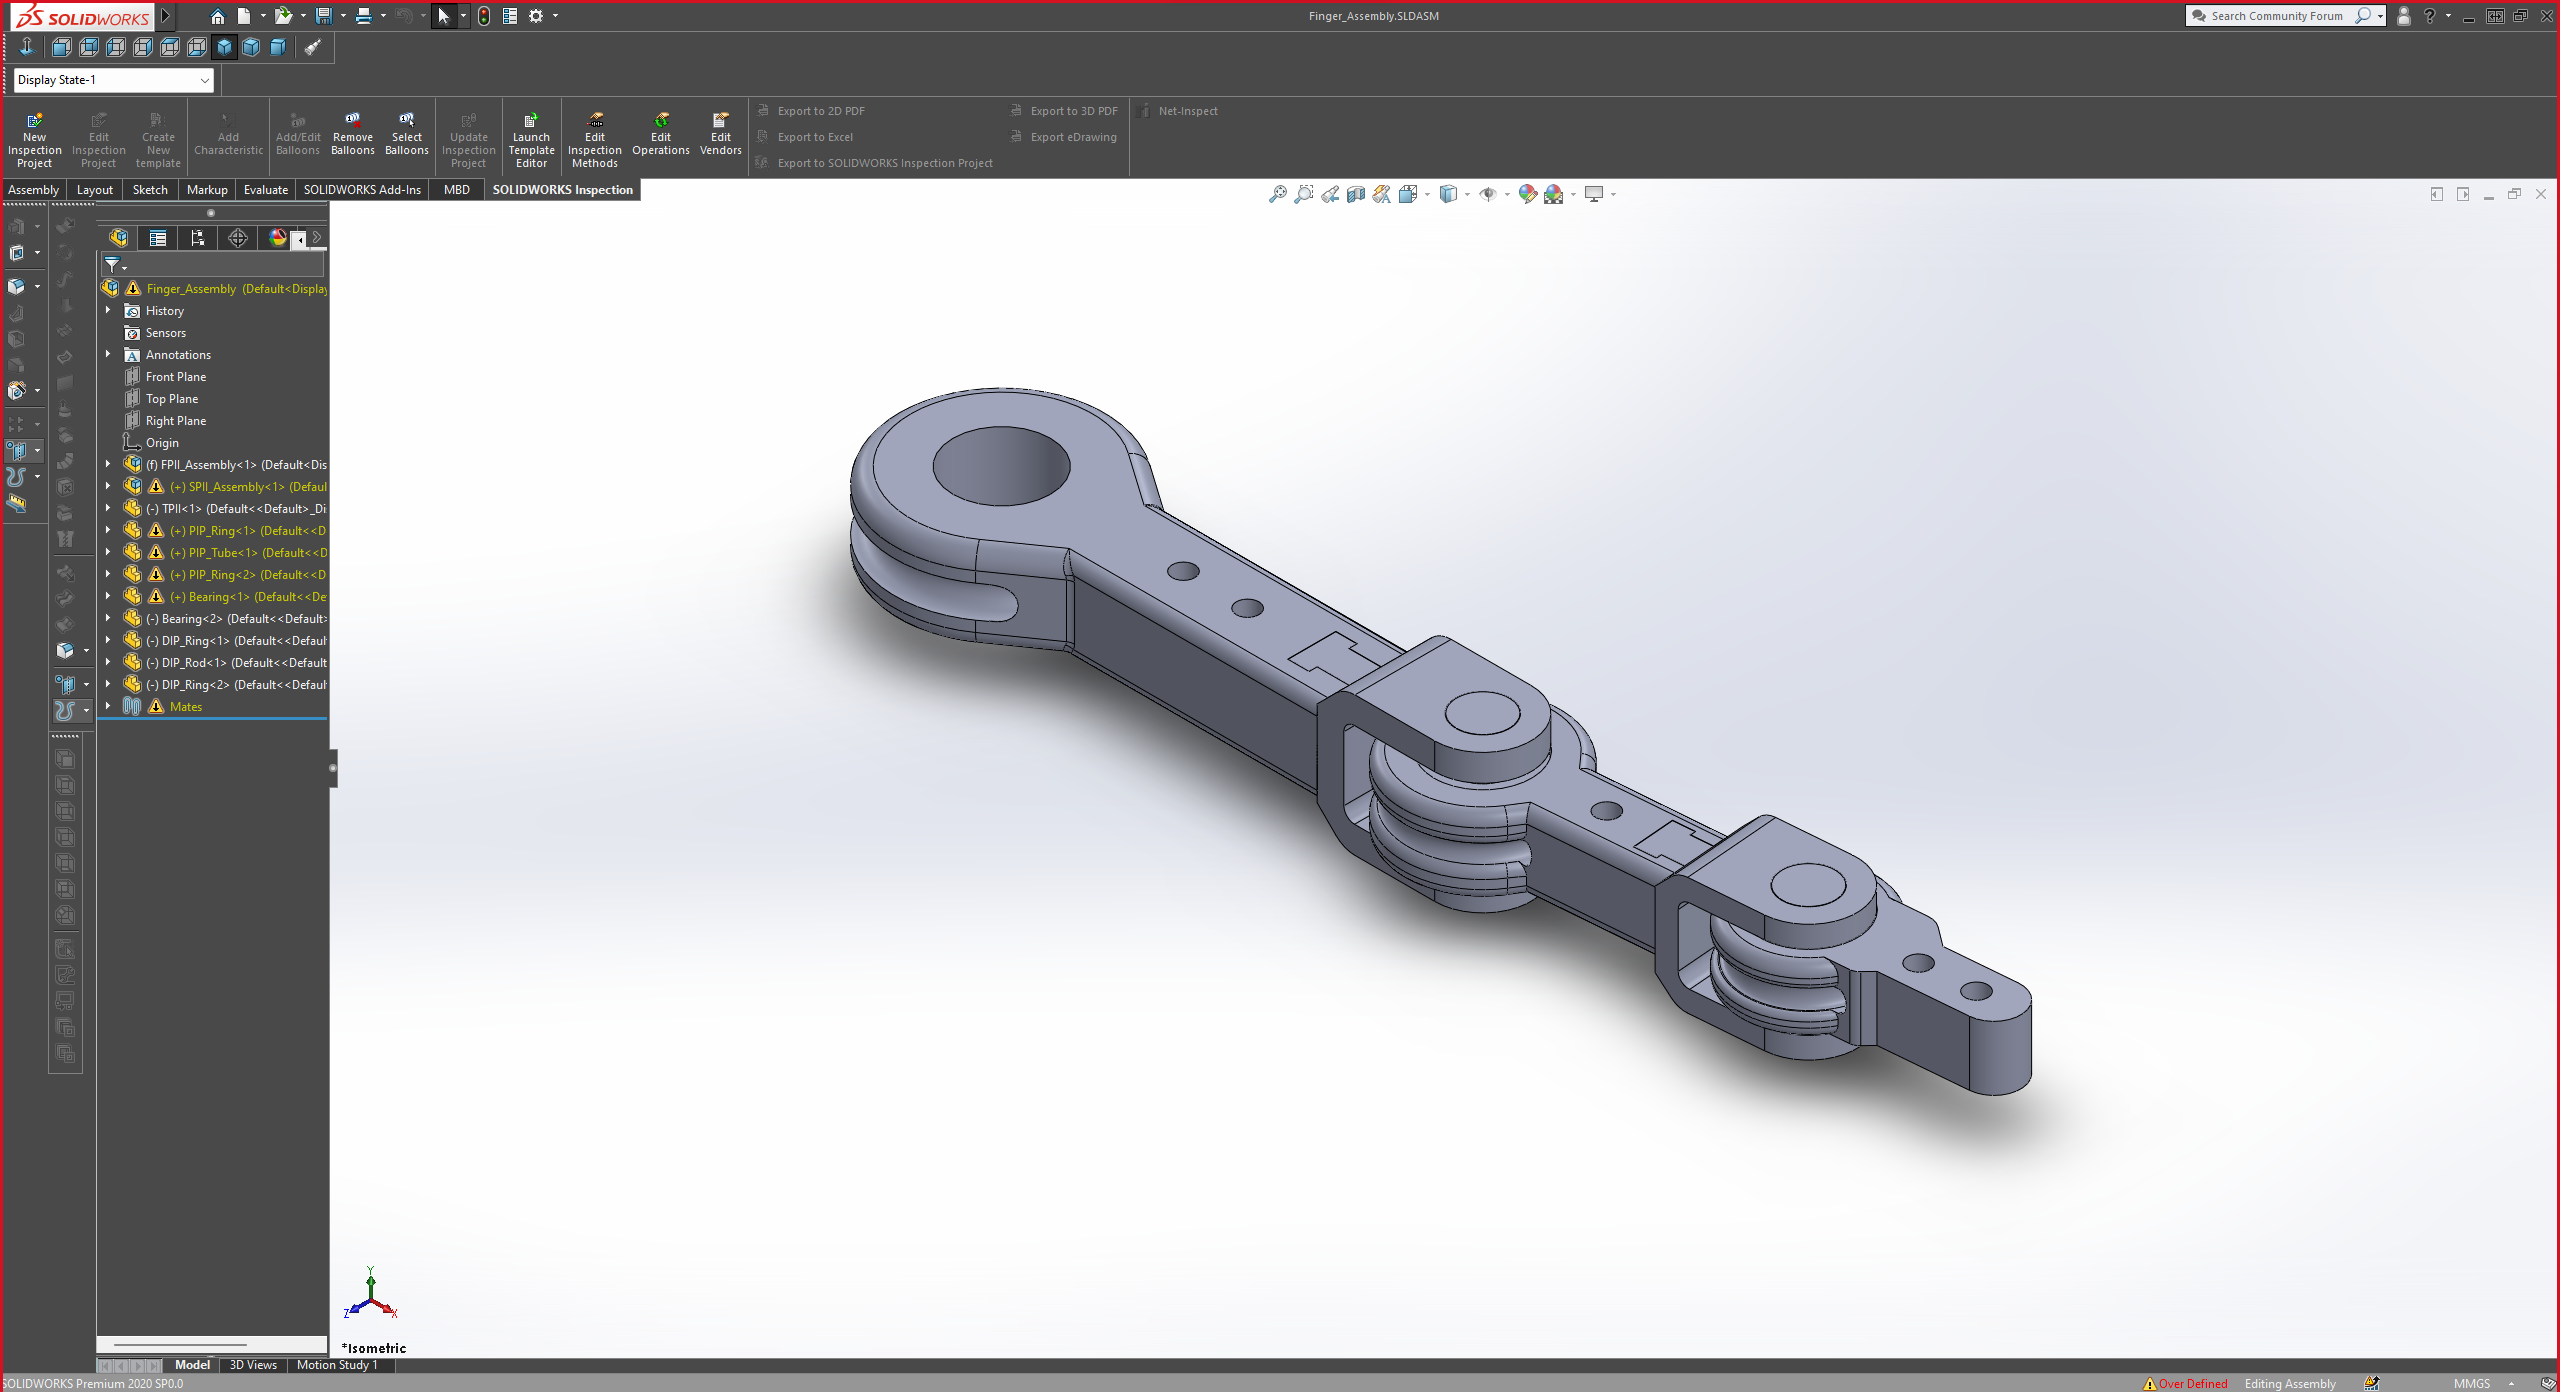 SOLIDWORKS
Finger_Assembly.SLDASM
Search Community Forum
?
Display State-1
New Inspection Project
Edit Inspection Project
Create New template
Add Characteristic
Add/Edit Balloons
Remove Balloons
Select Balloons
Update Inspection Project
Launch Template Editor
Edit Inspection Methods
Edit Operations
Edit Vendors
Export to 2D PDF
Export to Excel
Export to SOLIDWORKS Inspection Project
Export to 3D PDF
Export eDrawing
Net-Inspect
Assembly
Layout
Sketch
Markup
Evaluate
SOLIDWORKS Add-Ins
MBD
SOLIDWORKS Inspection
Finger_Assembly (Default<Display
History
Sensors
Annotations
Front Plane
Top Plane
Right Plane
Origin
(f) FPII_Assembly<1> (Default<Dis
(+) SPII_Assembly<1> (Defaul
(-) TPII<1> (Default<<Default>_Di
(+) PIP_Ring<1> (Default<<D
(+) PIP_Tube<1> (Default<<D
(+) PIP_Ring<2> (Default<<D
(+) Bearing<1> (Default<<De
(-) Bearing<2> (Default<<Default>
(-) DIP_Ring<1> (Default<<Defaul
(-) DIP_Rod<1> (Default<<Default
(-) DIP_Ring<2> (Default<<Defaul
Mates
Y
Z
X
*Isometric
Model
3D Views
Motion Study 1
SOLIDWORKS Premium 2020 SP0.0
Over Defined
Editing Assembly
MMGS